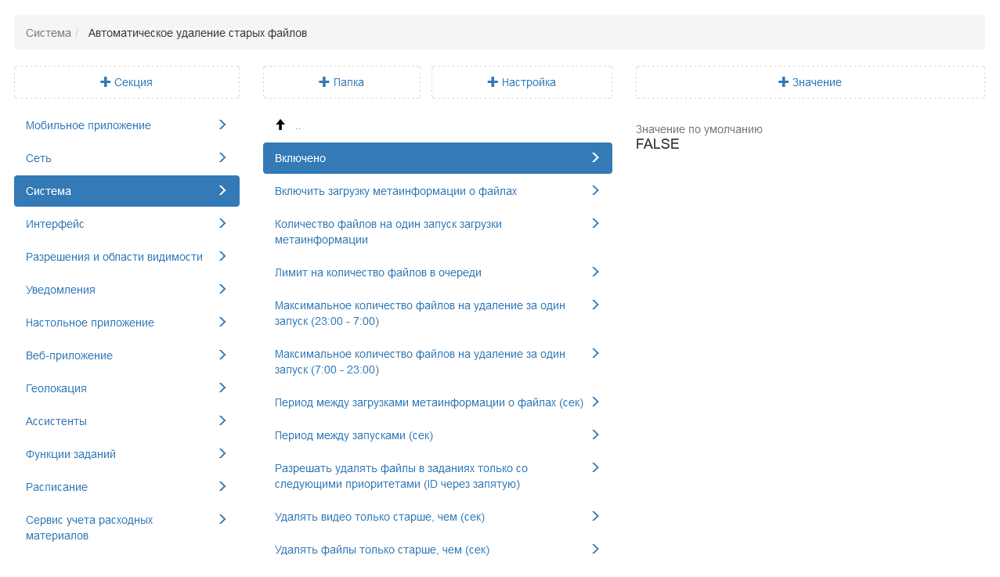 Система / Автоматическое удаление старых файлов
Секция
Мобильное приложение
Сеть
Система
Интерфейс
Разрешения и области видимости
Уведомления
Настольное приложение
Веб-приложение
Геолокация
Ассистенты
Функции заданий
Расписание
Сервис учета расходных
материалов
Папка
Настройка
..
Включено
Включить загрузку метаинформации о файлах
Количество файлов на один запуск загрузки
метаинформации
Лимит на количество файлов в очереди
Максимальное количество файлов на удаление за один
запуск (23:00 - 7:00)
Максимальное количество файлов на удаление за один
запуск (7:00 - 23:00)
Период между загрузками метаинформации о файлах (сек)
Период между запусками (сек)
Разрешать удалять файлы в заданиях только со
следующими приоритетами (ID через запятую)
Удалять видео только старше, чем (сек)
Удалять файлы только старше, чем (сек)
Значение
Значение по умолчанию
FALSE